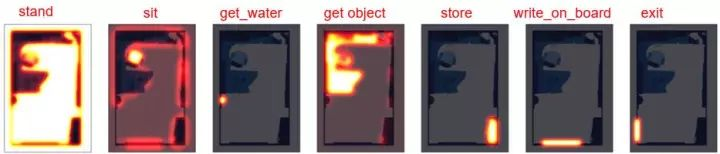 stand sit get_water get object store write_on_board exit